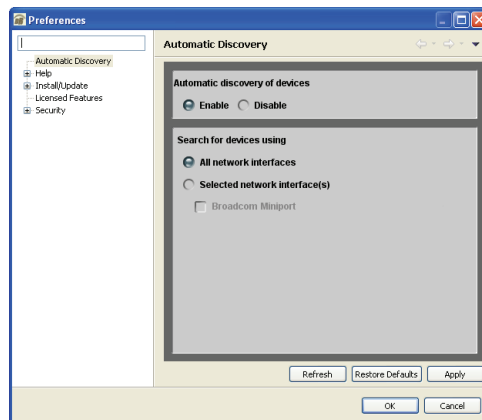 Preferences
Automatic Discovery
Automatic Discovery
Help
Install/Update
Licensed Features
Security
Automatic discovery of devices
Enable Disable
Search for devices using
All network interfaces
Selected network interface(s)
Broadcom Miniport
Refresh Restore Defaults Apply
OK Cancel